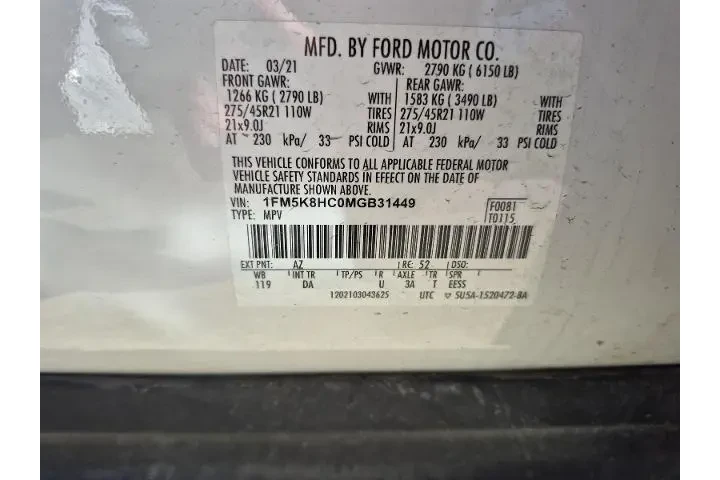 MFD. BY FORD MOTOR CO.
DATE: 03/21 GVWR: 2790 KG ( 6150 LB)
FRONT GAWR: REAR GAWR:
1266 KG ( 2790 LB) WITH 1583 KG ( 3490 LB) WITH
275/45R21 110W TIRES 275/45R21 110W TIRES
21x9.0J RIMS 21x9.0J RIMS
AT 230 kPa/ 33 PSI COLD AT 230 kPa/ 33 PSI COLD
THIS VEHICLE CONFORMS TO ALL APPLICABLE FEDERAL MOTOR
VEHICLE SAFETY STANDARDS IN EFFECT ON THE DATE OF
MANUFACTURE SHOWN ABOVE.
VIN: 1FM5K8HC0MGB31449 F0081
TYPE: MPV T0115
EXT PNT: AZ RC: 52 DSO:
WB INT TR TP/PS R AXLE TR SPR
119 DA U 3A T EESS
1202103043625 UTC 5U5A-1520472-BA